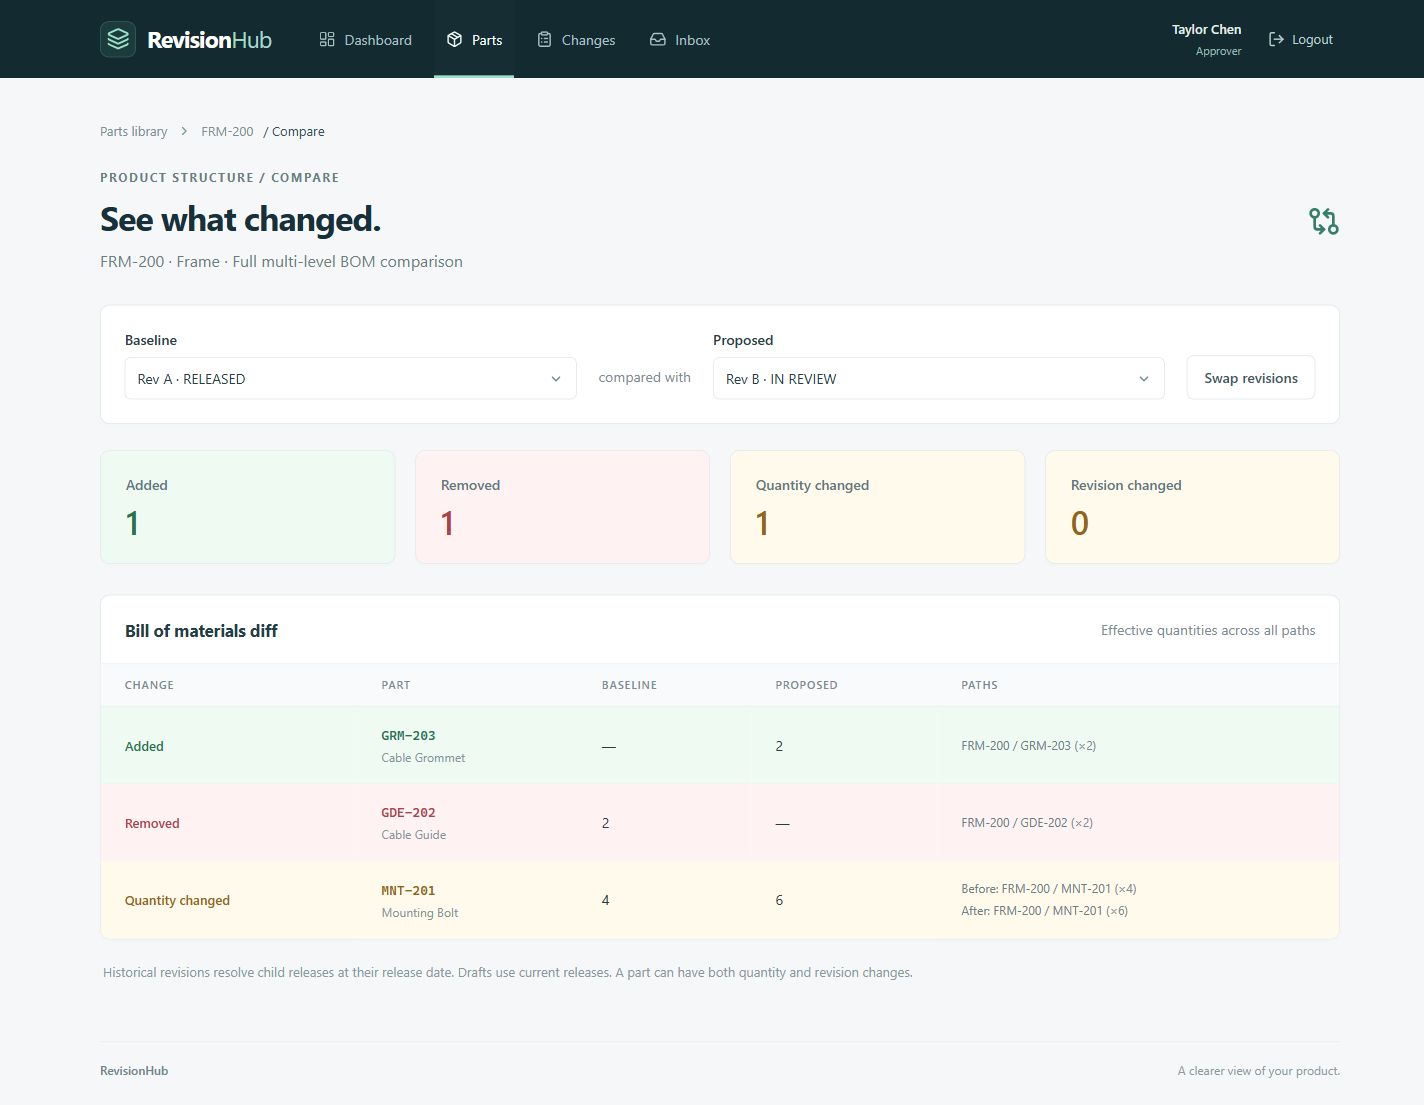 RevisionHub
Dashboard
Parts
Changes
Inbox
Taylor Chen
Approver
Logout
Parts library > FRM-200 / Compare
PRODUCT STRUCTURE / COMPARE
See what changed.
FRM-200 · Frame · Full multi-level BOM comparison
Baseline
Rev A · RELEASED
compared with
Proposed
Rev B · IN REVIEW
Swap revisions
Added
1
Removed
1
Quantity changed
1
Revision changed
0
Bill of materials diff
Effective quantities across all paths
CHANGE PART BASELINE PROPOSED PATHS
Added
GRM-203
Cable Grommet
—
2
FRM-200 / GRM-203 (×2)
Removed
GDE-202
Cable Guide
2
—
FRM-200 / GDE-202 (×2)
Quantity changed
MNT-201
Mounting Bolt
4
6
Before: FRM-200 / MNT-201 (×4)
After: FRM-200 / MNT-201 (×6)
Historical revisions resolve child releases at their release date. Drafts use current releases. A part can have both quantity and revision changes.
RevisionHub
A clearer view of your product.